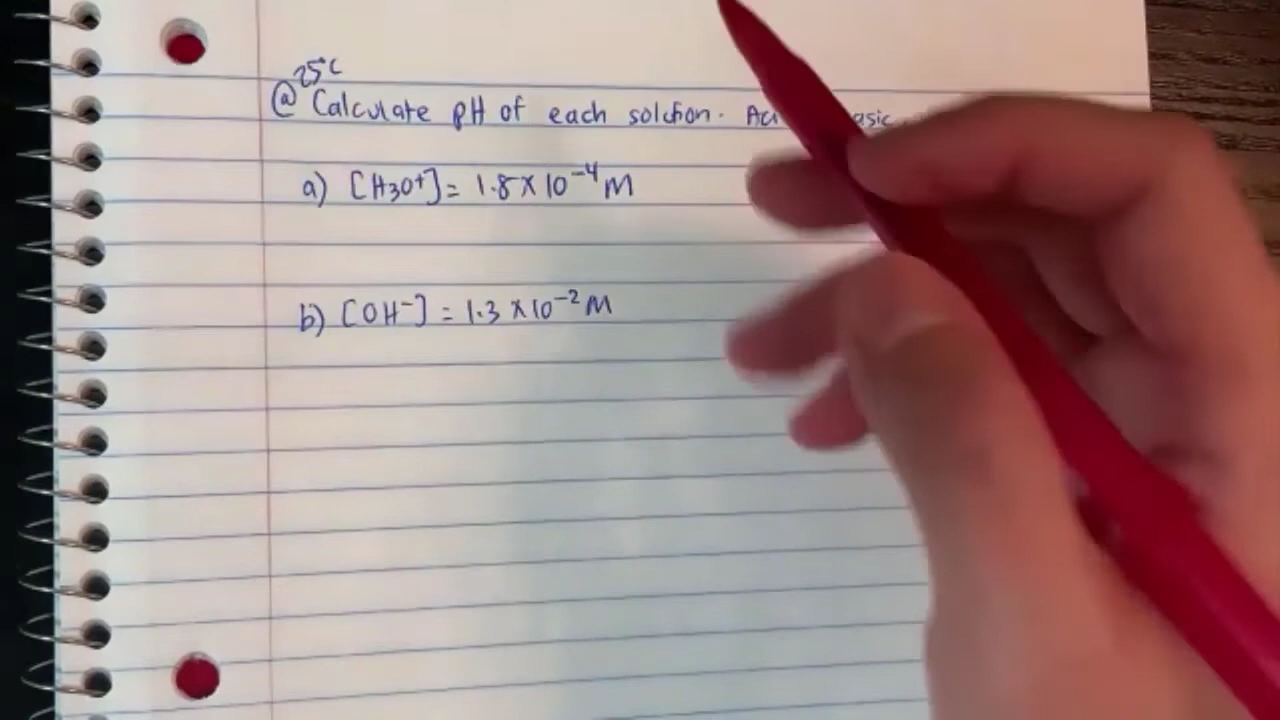 25°C
@ Calculate pH of each solution.
a) [H3O+] = 1.8 x 10⁻⁴ M
b) [OH⁻] = 1.3 x 10⁻² M